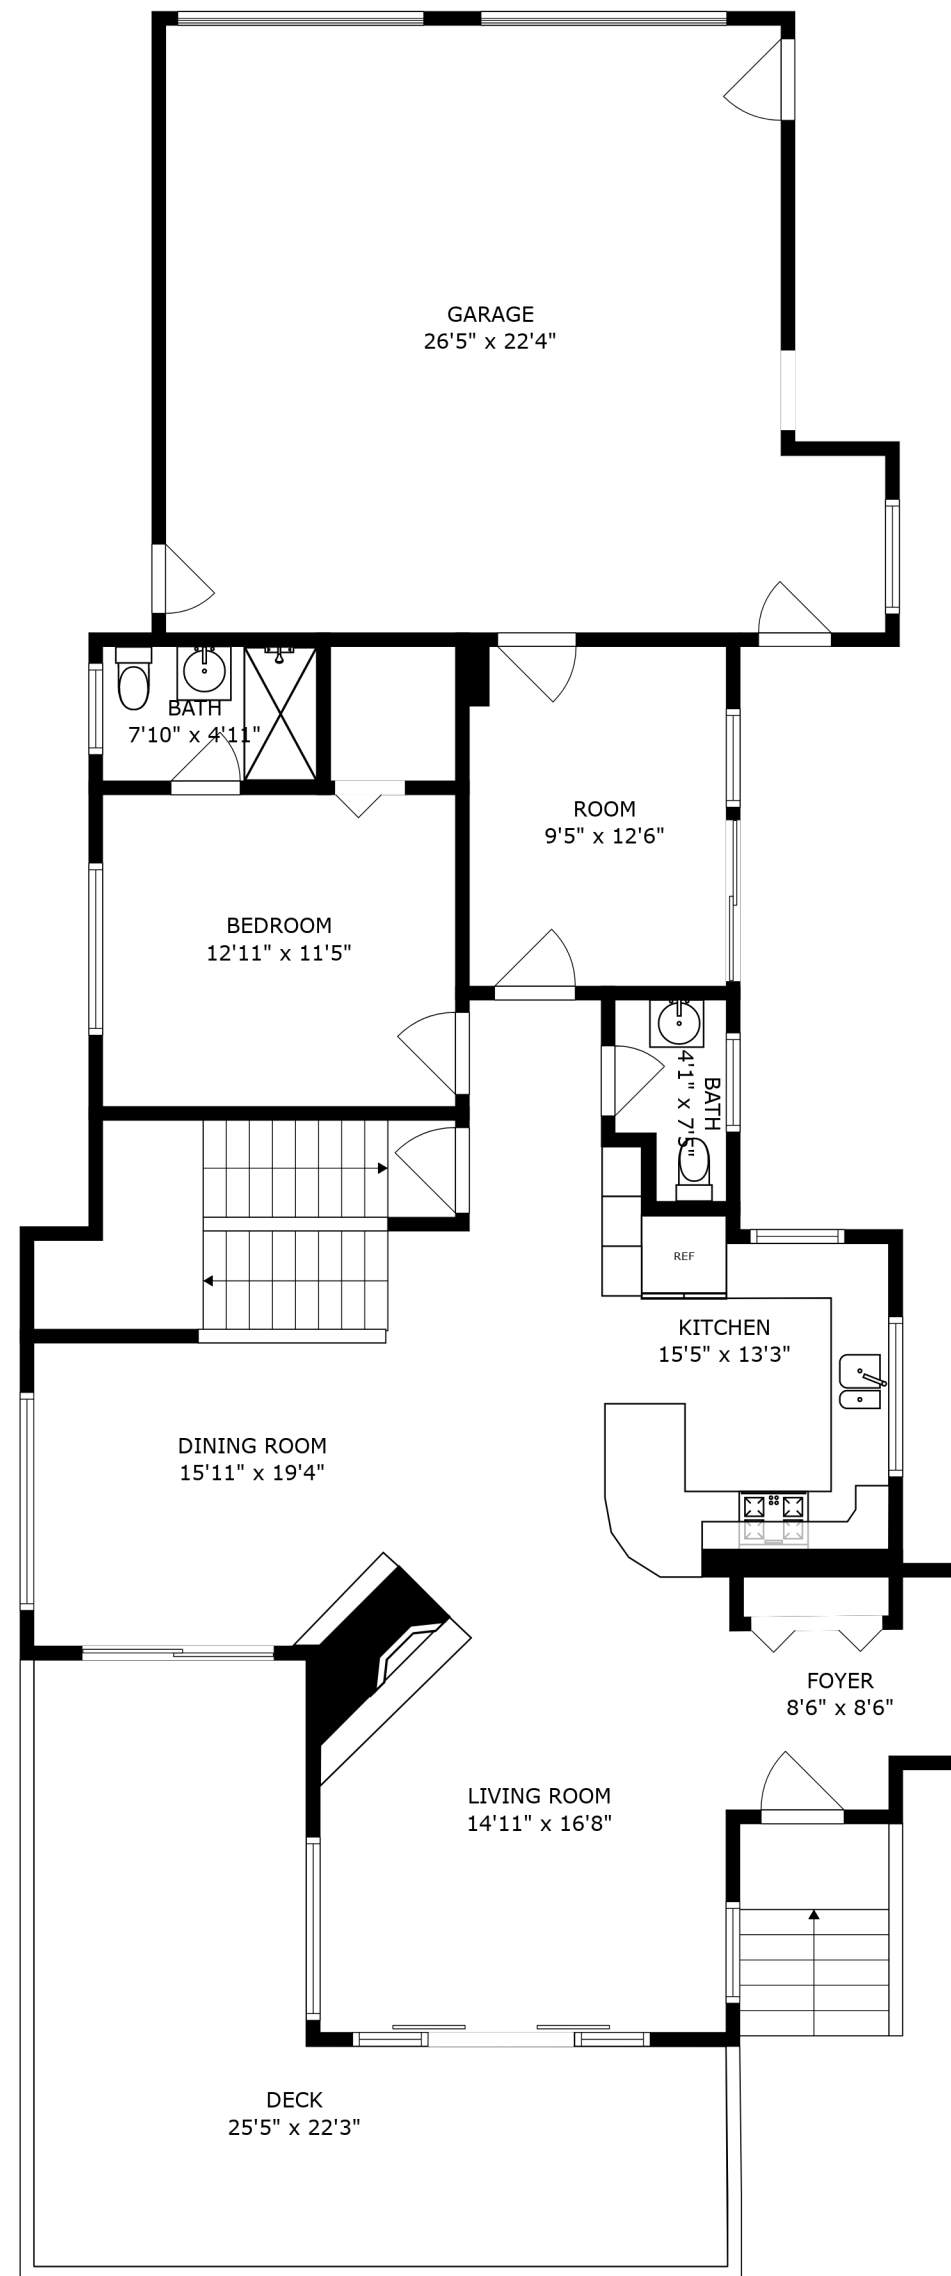 GARAGE
26'5" x 22'4"
BATH
7'10" x 4'11"
ROOM
9'5" x 12'6"
BEDROOM
12'11" x 11'5"
BATH
4'1" x 7'5"
REF
KITCHEN
15'5" x 13'3"
DINING ROOM
15'11" x 19'4"
FOYER
8'6" x 8'6"
LIVING ROOM
14'11" x 16'8"
DECK
25'5" x 22'3"